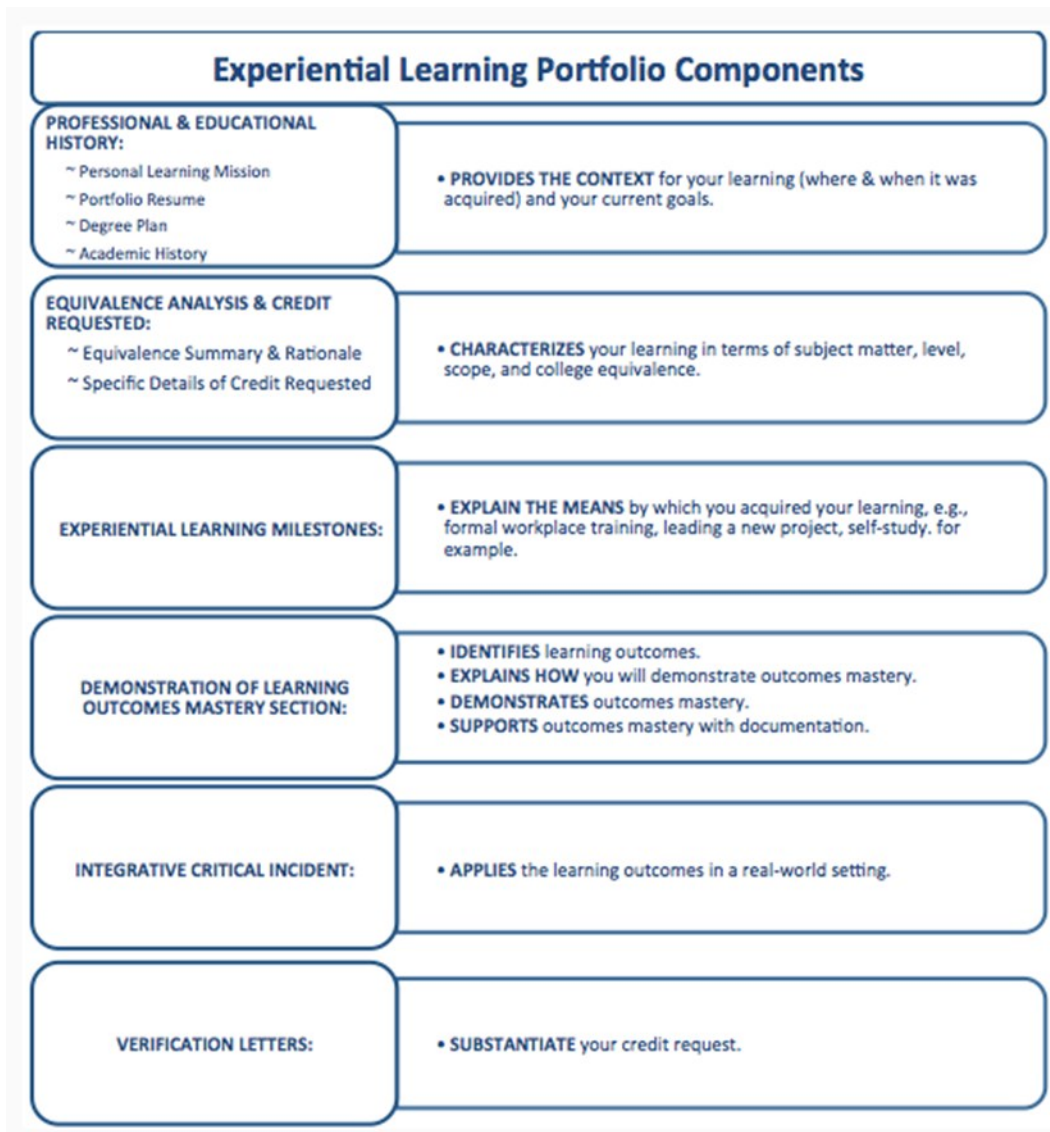 Experiential Learning Portfolio Components
PROFESSIONAL & EDUCATIONAL
HISTORY:
~ Personal Learning Mission
~ Portfolio Resume
~ Degree Plan
~ Academic History
• PROVIDES THE CONTEXT for your learning (where & when it was
acquired) and your current goals.
EQUIVALENCE ANALYSIS & CREDIT
REQUESTED:
~ Equivalence Summary & Rationale
~ Specific Details of Credit Requested
• CHARACTERIZES your learning in terms of subject matter, level,
scope, and college equivalence.
EXPERIENTIAL LEARNING MILESTONES:
• EXPLAIN THE MEANS by which you acquired your learning, e.g.,
formal workplace training, leading a new project, self-study. for
example.
DEMONSTRATION OF LEARNING
OUTCOMES MASTERY SECTION:
• IDENTIFIES learning outcomes.
• EXPLAINS HOW you will demonstrate outcomes mastery.
• DEMONSTRATES outcomes mastery.
• SUPPORTS outcomes mastery with documentation.
INTEGRATIVE CRITICAL INCIDENT:
• APPLIES the learning outcomes in a real-world setting.
VERIFICATION LETTERS:
• SUBSTANTIATE your credit request.